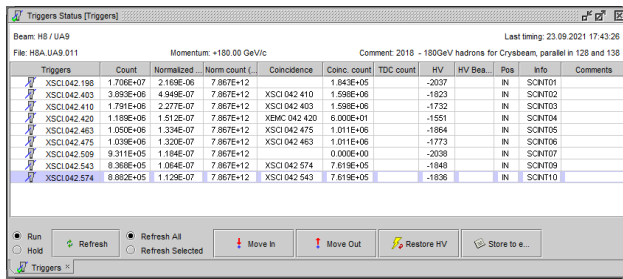 Triggers Status [Triggers]
Beam: H8 / UA9 Last timing: 23.09.2021 17:43:26
File: H8A.UA9.011 Momentum: +180.00 GeV/c Comment: 2018 - 180GeV hadrons for Crysbeam, parallel in 128 and 138
Triggers Count Normalized ... Norm count (... Coincidence Coinc. count TDC count HV HV Bea... Pos Info Comments
XSCI.042.198 1.706E+07 2.169E-06 7.867E+12 1.843E+05 -2037 IN SCINT01
XSCI.042.403 3.893E+06 4.949E-07 7.867E+12 XSCI 042 410 1.598E+06 -1823 IN SCINT02
XSCI.042.410 1.791E+06 2.277E-07 7.867E+12 XSCI 042 403 1.598E+06 -1732 IN SCINT03
XSCI.042.420 1.189E+06 1.512E-07 7.867E+12 XEMC 042 420 6.000E+01 -1551 IN SCINT04
XSCI.042.463 1.050E+06 1.334E-07 7.867E+12 XSCI 042 475 1.011E+06 -1864 IN SCINT05
XSCI.042.475 1.039E+06 1.320E-07 7.867E+12 XSCI 042 463 1.011E+06 -1773 IN SCINT06
XSCI.042.509 9.311E+05 1.184E-07 7.867E+12 0.000E+00 -2038 IN SCINT07
XSCI.042.543 8.368E+05 1.064E-07 7.867E+12 XSCI 042 574 7.619E+05 -1848 IN SCINT09
XSCI.042.574 8.882E+05 1.129E-07 7.867E+12 XSCI 042 543 7.619E+05 -1836 IN SCINT10
Run Refresh Refresh All Move In Move Out Restore HV Store to e...
Hold Refresh Selected
Triggers ×